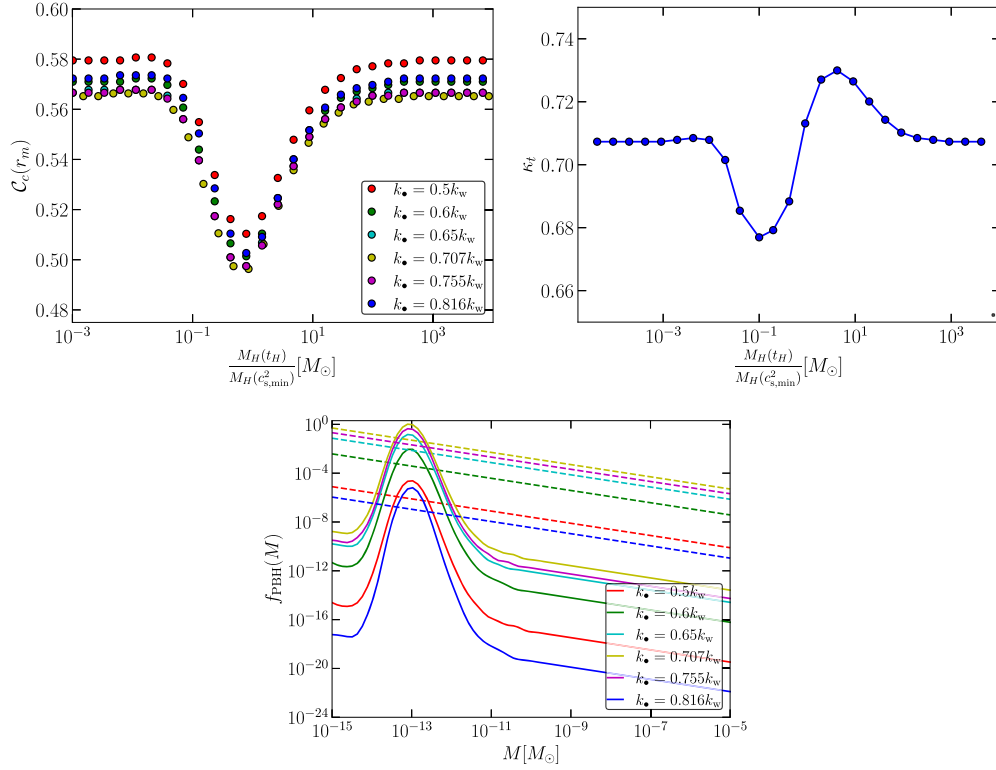 0.60
0.58
0.56
0.54
0.52
0.50
0.48
𝒞_c(r_m)
k_• = 0.5k_w
k_• = 0.6k_w
k_• = 0.65k_w
k_• = 0.707k_w
k_• = 0.755k_w
k_• = 0.816k_w
10^−3 10^−1 10^1 10^3
M_H(t_H)/M_H(c²_s,min) [M_⊙]
0.74
0.72
0.70
0.68
0.66
κ_t
10^−3 10^−1 10^1 10^3
M_H(t_H)/M_H(c²_s,min) [M_⊙]
10^0
10^−4
10^−8
10^−12
10^−16
10^−20
10^−24
f_PBH(M)
k_• = 0.5k_w
k_• = 0.6k_w
k_• = 0.65k_w
k_• = 0.707k_w
k_• = 0.755k_w
k_• = 0.816k_w
10^−15 10^−13 10^−11 10^−9 10^−7 10^−5
M[M_⊙]